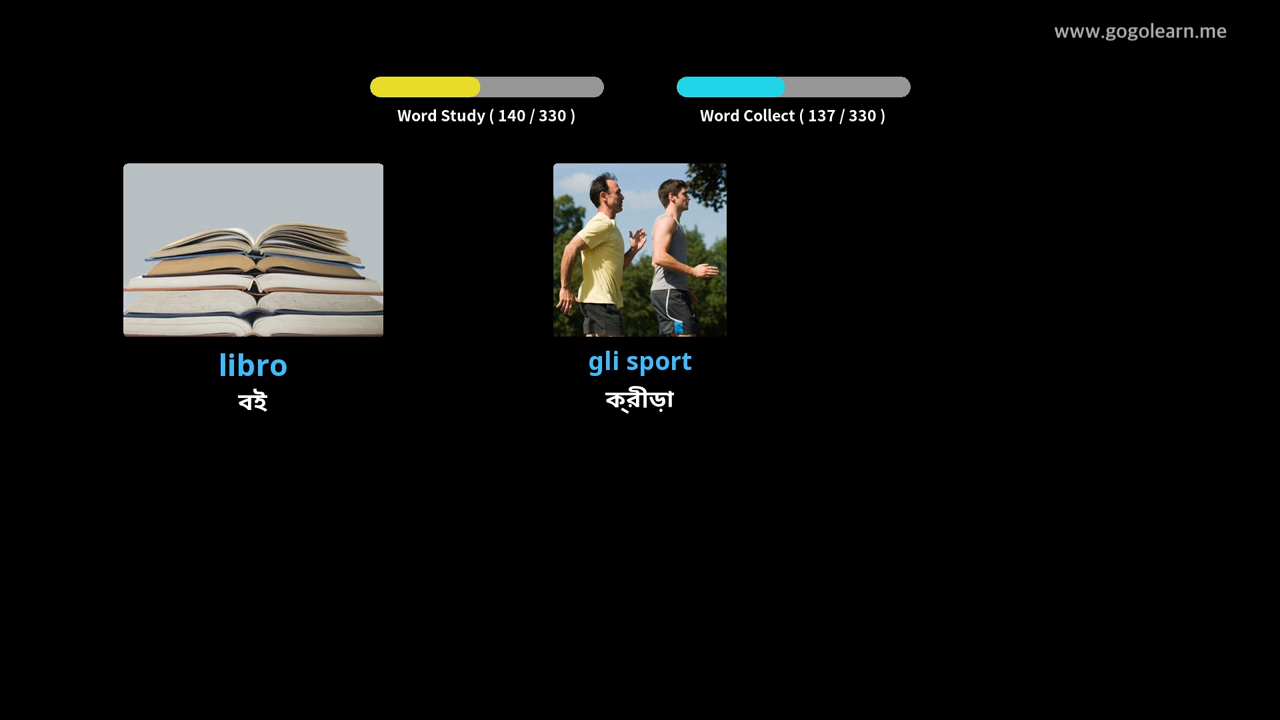 www.gogolearn.me
Word Study ( 140 / 330 )
Word Collect ( 137 / 330 )
libro
বই
gli sport
ক্রীড়া